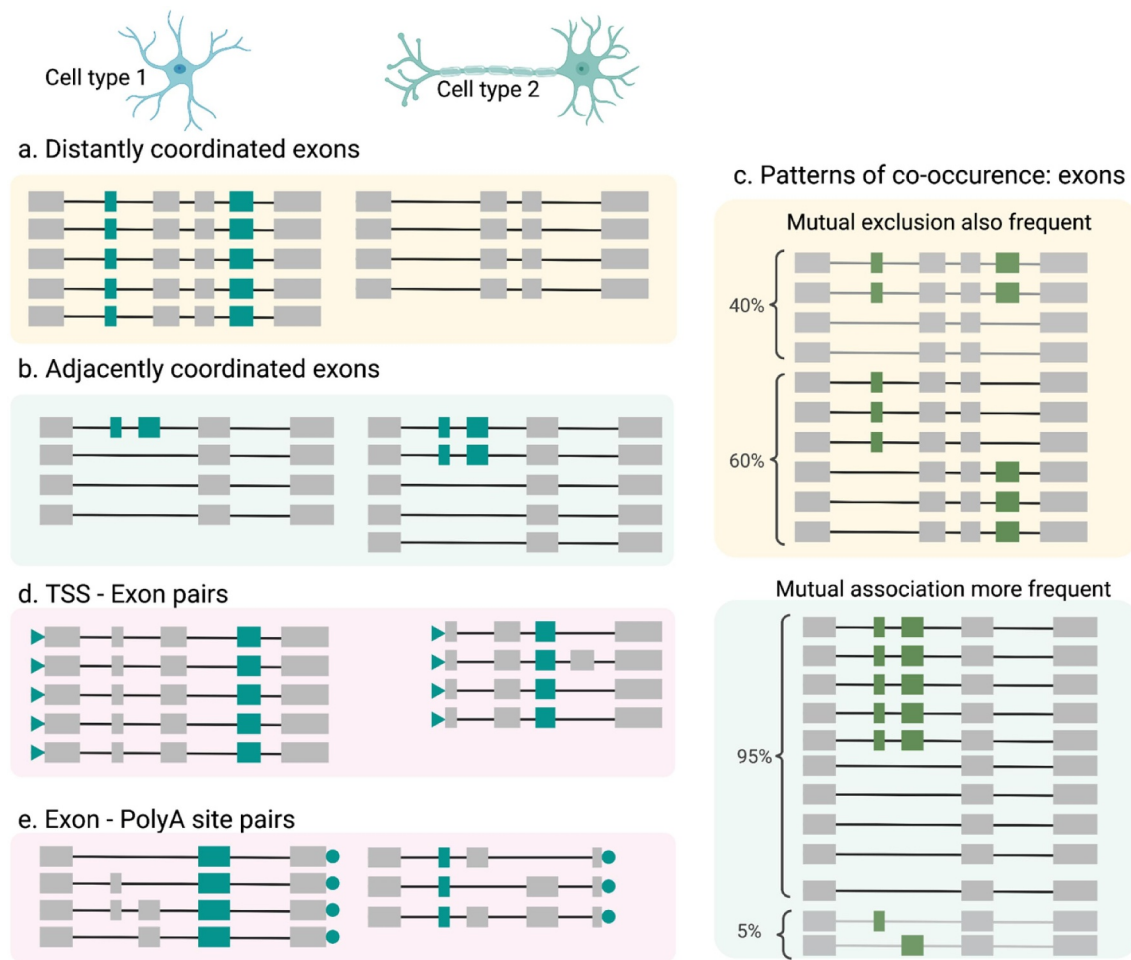 Cell type 1
Cell type 2
a. Distantly coordinated exons
b. Adjacently coordinated exons
d. TSS - Exon pairs
e. Exon - PolyA site pairs
c. Patterns of co-occurence: exons
Mutual exclusion also frequent
40%
60%
Mutual association more frequent
95%
5%